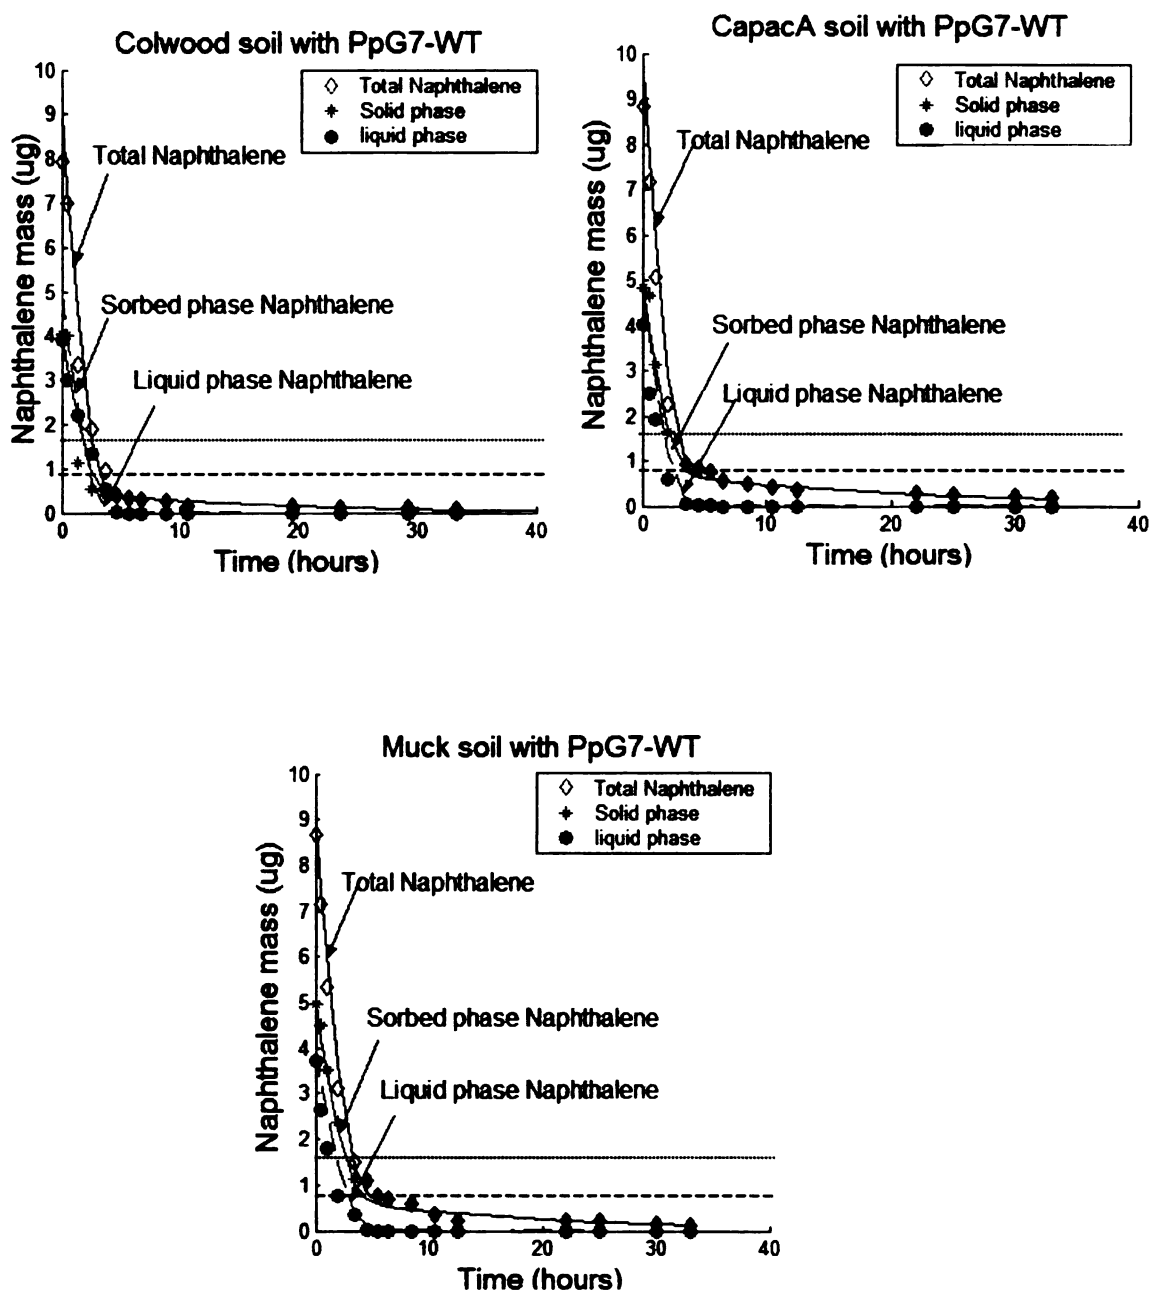 Colwood soil with PpG7-WT
Total Naphthalene
Solid phase
liquid phase
Total Naphthalene
Sorbed phase Naphthalene
Liquid phase Naphthalene
Naphthalene mass (ug)
10
9
8
7
6
5
4
3
2
1
0
0
10
20
30
40
Time (hours)
CapacA soil with PpG7-WT
Total Naphthalene
Solid phase
liquid phase
Total Naphthalene
Sorbed phase Naphthalene
Liquid phase Naphthalene
Naphthalene mass (ug)
10
9
8
7
6
5
4
3
2
1
0
0
10
20
30
40
Time (hours)
Muck soil with PpG7-WT
Total Naphthalene
Solid phase
liquid phase
Total Naphthalene
Sorbed phase Naphthalene
Liquid phase Naphthalene
Naphthalene mass (ug)
10
9
8
7
6
5
4
3
2
1
0
0
10
20
30
40
Time (hours)